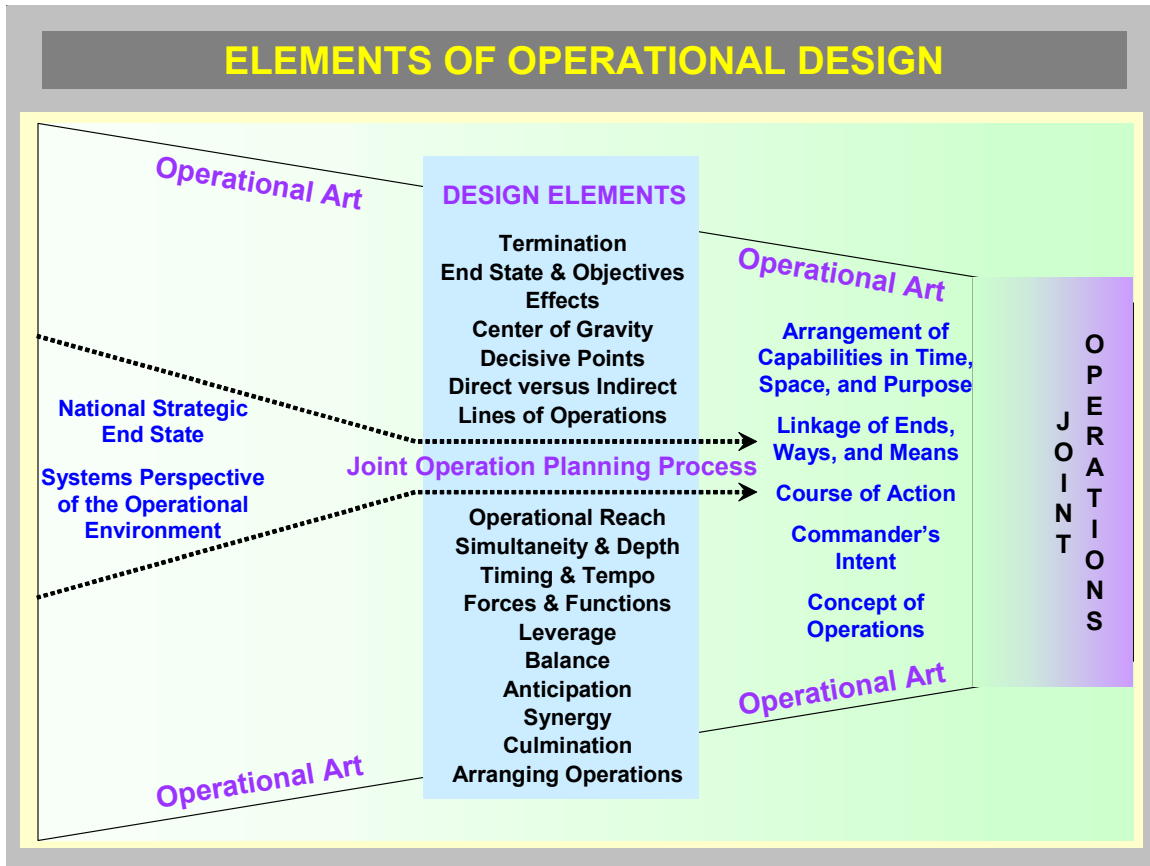 ELEMENTS OF OPERATIONAL DESIGN
Operational Art
National Strategic
End State
Systems Perspective
of the Operational
Environment
Operational Art
DESIGN ELEMENTS
Termination
End State & Objectives
Effects
Center of Gravity
Decisive Points
Direct versus Indirect
Lines of Operations
Joint Operation Planning Process
Operational Reach
Simultaneity & Depth
Timing & Tempo
Forces & Functions
Leverage
Balance
Anticipation
Synergy
Culmination
Arranging Operations
Operational Art
Arrangement of
Capabilities in Time,
Space, and Purpose
Linkage of Ends,
Ways, and Means
Course of Action
Commander's
Intent
Concept of
Operations
Operational Art
JOINT
OPERATIONS